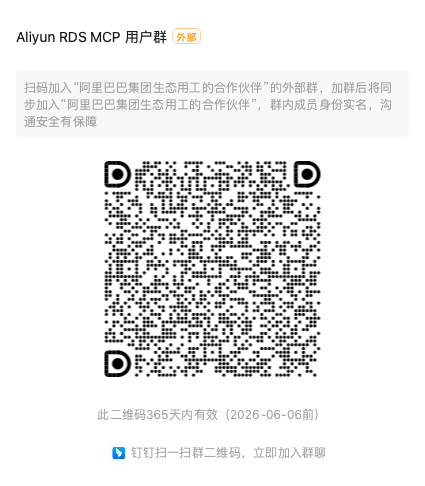 Aliyun RDS MCP 用户群 外部
扫码加入“阿里巴巴集团生态用工的合作伙伴”的外部群，加群后将同
步加入“阿里巴巴集团生态用工的合作伙伴”，群内成员身份实名，沟
通安全有保障
此二维码365天内有效（2026-06-06前）
钉钉扫一扫群二维码，立即加入群聊